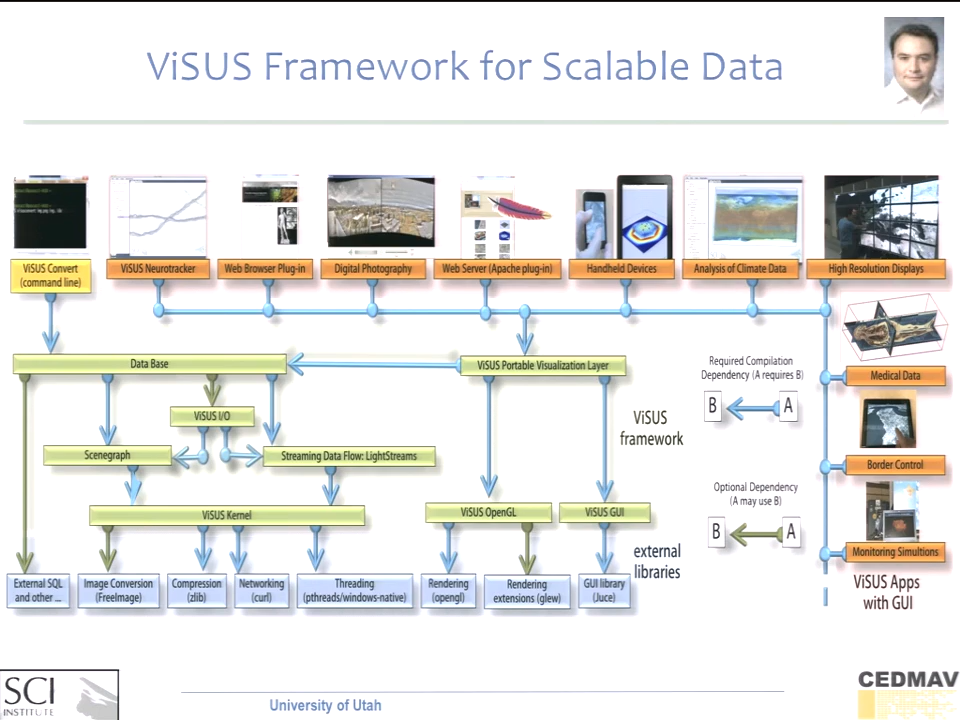 ViSUS Framework for Scalable Data
ViSUS Convert
(command line)
ViSUS Neurotracker
Web Browser Plug-in
Digital Photography
Web Server (Apache plug-in)
Handheld Devices
Analysis of Climate Data
High Resolution Displays
Data Base
ViSUS Portable Visualization Layer
Required Compilation
Dependency (A requires B)
B
A
Medical Data
ViSUS I/O
ViSUS
framework
Scenegraph
Streaming Data Flow: LightStreams
Border Control
Optional Dependency
(A may use B)
B
A
ViSUS Kernel
ViSUS OpenGL
ViSUS GUI
external
libraries
Monitoring Simultions
External SQL
and other ...
Image Conversion
(FreeImage)
Compression
(zlib)
Networking
(curl)
Threading
(pthreads/windows-native)
Rendering
(opengl)
Rendering
extensions (glew)
GUI library
(Juce)
ViSUS Apps
with GUI
SCI
INSTITUTE
University of Utah
CEDMAV